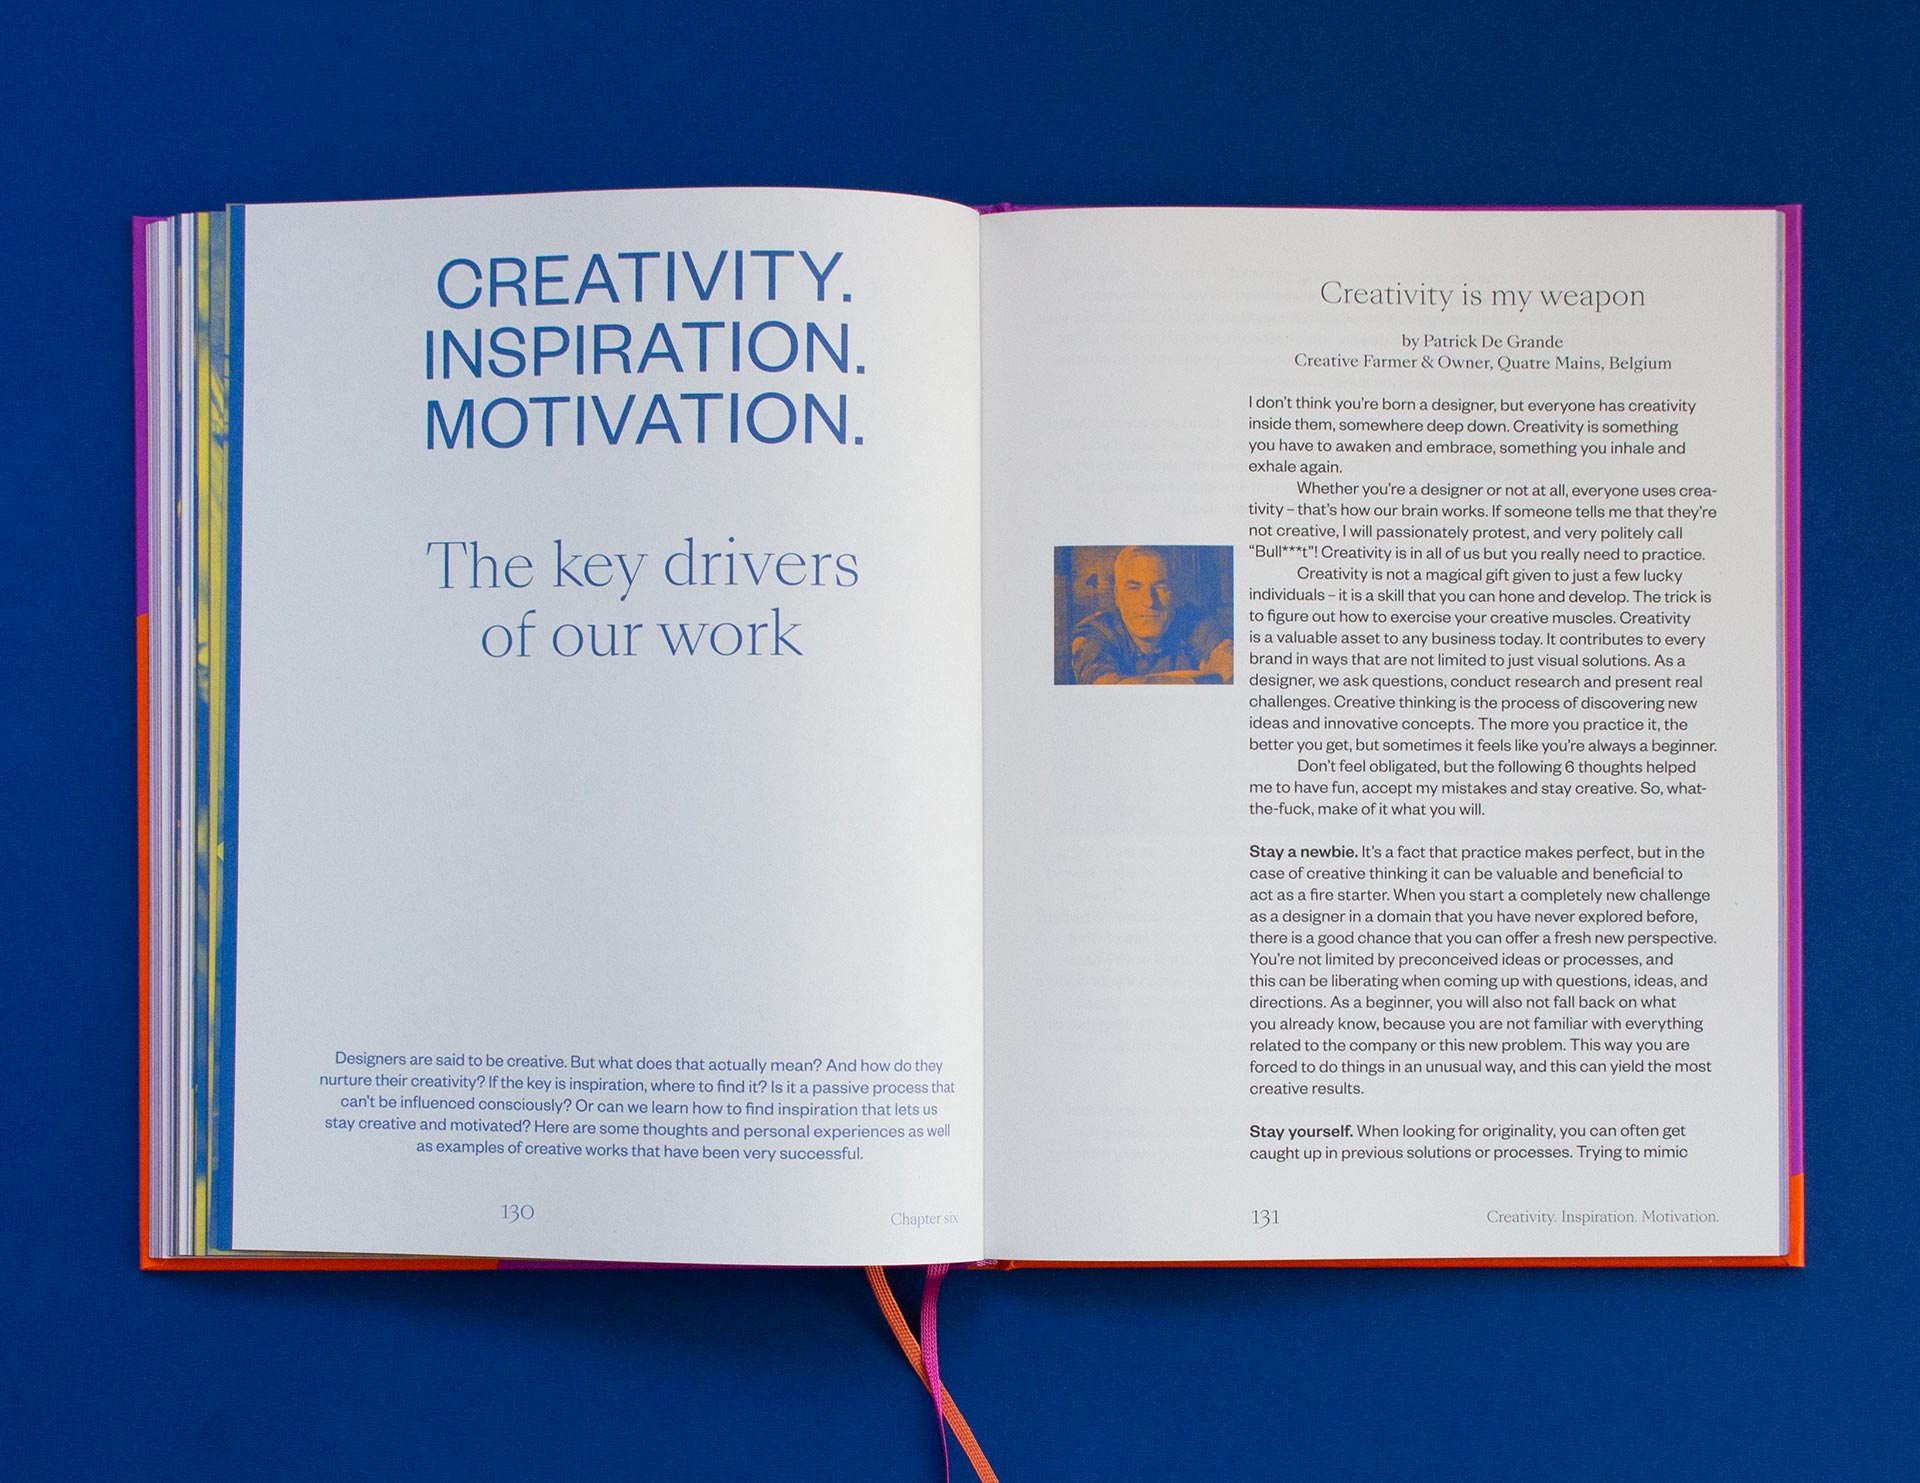 CREATIVITY.
INSPIRATION.
MOTIVATION.
The key drivers
of our work
Designers are said to be creative. But what does that actually mean? And how do they
nurture their creativity? If the key is inspiration, where to find it? Is it a passive process that
can't be influenced consciously? Or can we learn how to find inspiration that lets us
stay creative and motivated? Here are some thoughts and personal experiences as well
as examples of creative works that have been very successful.
130
Chapter six
Creativity is my weapon
by Patrick De Grande
Creative Farmer & Owner, Quatre Mains, Belgium
I don't think you're born a designer, but everyone has creativity
inside them, somewhere deep down. Creativity is something
you have to awaken and embrace, something you inhale and
exhale again.
Whether you're a designer or not at all, everyone uses crea-
tivity – that's how our brain works. If someone tells me that they're
not creative, I will passionately protest, and very politely call
“Bull***t”! Creativity is in all of us but you really need to practice.
Creativity is not a magical gift given to just a few lucky
individuals – it is a skill that you can hone and develop. The trick is
to figure out how to exercise your creative muscles. Creativity
is a valuable asset to any business today. It contributes to every
brand in ways that are not limited to just visual solutions. As a
designer, we ask questions, conduct research and present real
challenges. Creative thinking is the process of discovering new
ideas and innovative concepts. The more you practice it, the
better you get, but sometimes it feels like you're always a beginner.
Don't feel obligated, but the following 6 thoughts helped
me to have fun, accept my mistakes and stay creative. So, what-
the-fuck, make of it what you will.
Stay a newbie. It's a fact that practice makes perfect, but in the
case of creative thinking it can be valuable and beneficial to
act as a fire starter. When you start a completely new challenge
as a designer in a domain that you have never explored before,
there is a good chance that you can offer a fresh new perspective.
You're not limited by preconceived ideas or processes, and
this can be liberating when coming up with questions, ideas, and
directions. As a beginner, you will also not fall back on what
you already know, because you are not familiar with everything
related to the company or this new problem. This way you are
forced to do things in an unusual way, and this can yield the most
creative results.
Stay yourself. When looking for originality, you can often get
caught up in previous solutions or processes. Trying to mimic
131
Creativity. Inspiration. Motivation.